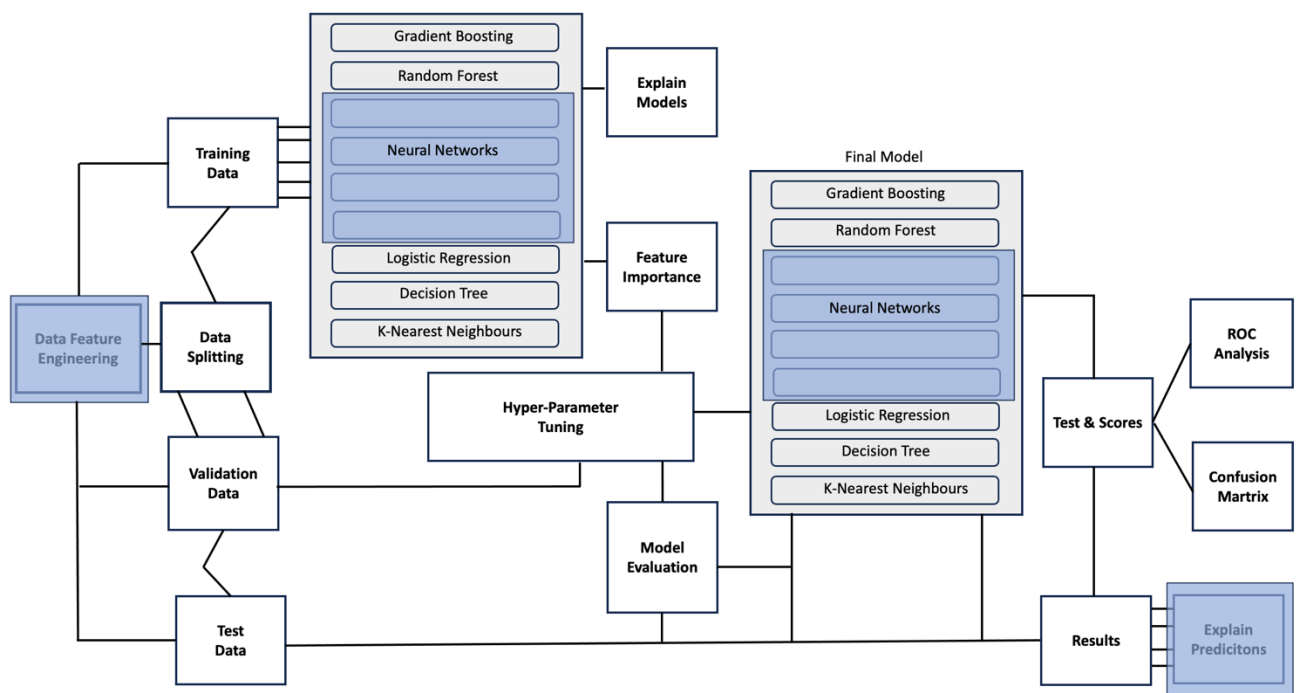 Gradient Boosting
Random Forest
Neural Networks
Logistic Regression
Decision Tree
K-Nearest Neighbours
Explain
Models
Training
Data
Feature
Importance
Data Feature
Engineering
Data
Splitting
Hyper-Parameter
Tuning
Validation
Data
Model
Evaluation
Test
Data
Final Model
Gradient Boosting
Random Forest
Neural Networks
Logistic Regression
Decision Tree
K-Nearest Neighbours
Test & Scores
ROC
Analysis
Confusion
Martrix
Results
Explain
Predicitons